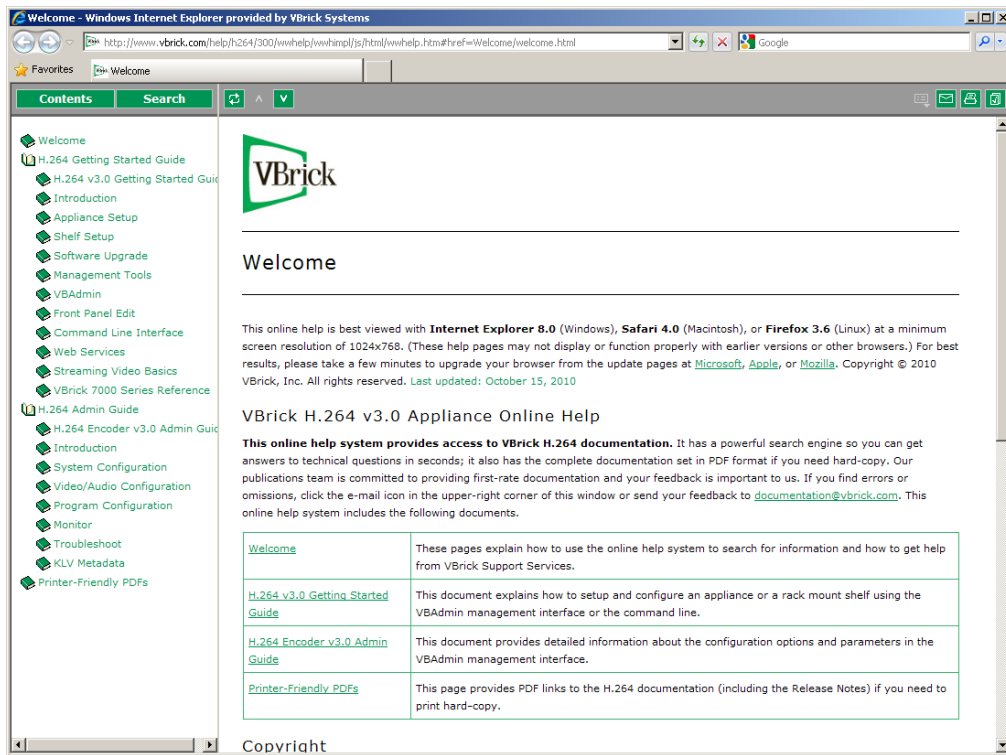 Welcome - Windows Internet Explorer provided by VBrick Systems
http://www.vbrick.com/help/h264/300/wwhelp/wwhimpl/js/html/wwhelp.htm#href=Welcome/welcome.html
Google
Favorites
Welcome
Contents
Search
Welcome
H.264 Getting Started Guide
H.264 v3.0 Getting Started Guid
Introduction
Appliance Setup
Shelf Setup
Software Upgrade
Management Tools
VBAdmin
Front Panel Edit
Command Line Interface
Web Services
Streaming Video Basics
VBrick 7000 Series Reference
H.264 Admin Guide
H.264 Encoder v3.0 Admin Guid
Introduction
System Configuration
Video/Audio Configuration
Program Configuration
Monitor
Troubleshoot
KLV Metadata
Printer-Friendly PDFs
VBrick
Welcome
This online help is best viewed with Internet Explorer 8.0 (Windows), Safari 4.0 (Macintosh), or Firefox 3.6 (Linux) at a minimum
screen resolution of 1024x768. (These help pages may not display or function properly with earlier versions or other browsers.) For best
results, please take a few minutes to upgrade your browser from the update pages at Microsoft, Apple, or Mozilla. Copyright © 2010
VBrick, Inc. All rights reserved. Last updated: October 15, 2010
VBrick H.264 v3.0 Appliance Online Help
This online help system provides access to VBrick H.264 documentation. It has a powerful search engine so you can get
answers to technical questions in seconds; it also has the complete documentation set in PDF format if you need hard-copy. Our
publications team is committed to providing first-rate documentation and your feedback is important to us. If you find errors or
omissions, click the e-mail icon in the upper-right corner of this window or send your feedback to documentation@vbrick.com. This
online help system includes the following documents.
Welcome
These pages explain how to use the online help system to search for information and how to get help
from VBrick Support Services.
H.264 v3.0 Getting Started
Guide
This document explains how to setup and configure an appliance or a rack mount shelf using the
VBAdmin management interface or the command line.
H.264 Encoder v3.0 Admin
Guide
This document provides detailed information about the configuration options and parameters in the
VBAdmin management interface.
Printer-Friendly PDFs
This page provides PDF links to the H.264 documentation (including the Release Notes) if you need to
print hard-copy.
Copyright